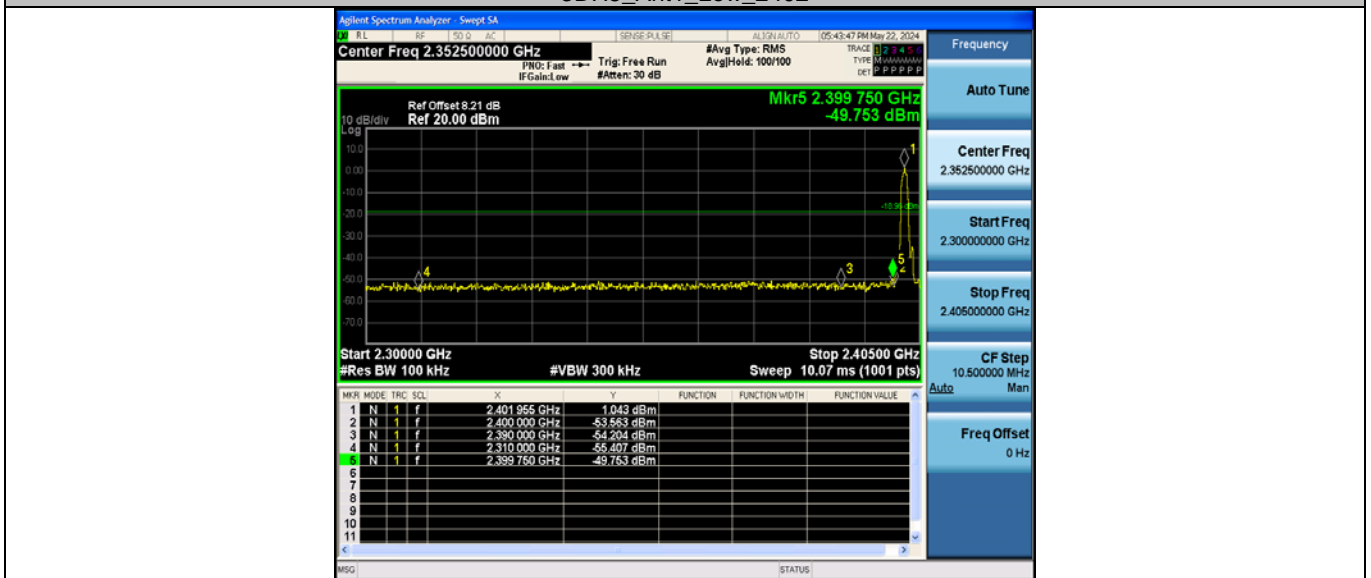 Agilent Spectrum Analyzer - Swept SA
RL RF 50 Ω AC SENSE:PULSE ALIGNAUTO 05:43:47 PM May 22, 2024
Center Freq 2.352500000 GHz
PNO: Fast
IFGain:Low
Trig: Free Run
#Atten: 30 dB
#Avg Type: RMS
Avg|Hold: 100/100
TRACE 1 2 3 4 5 6
TYPE M
DET P P P P P P
Frequency
Auto Tune
Center Freq
2.352500000 GHz
Start Freq
2.300000000 GHz
Stop Freq
2.405000000 GHz
CF Step
10.500000 MHz
Auto Man
Freq Offset
0 Hz
Mkr5 2.399 750 GHz
-49.753 dBm
Ref Offset 8.21 dB
10 dB/div Ref 20.00 dBm
Log
10.0
0.00
-10.0
-20.0
-30.0
-40.0
-50.0
-60.0
-70.0
1
5
2
3
4
Start 2.30000 GHz Stop 2.40500 GHz
#Res BW 100 kHz #VBW 300 kHz Sweep 10.07 ms (1001 pts)
MKR MODE TRC SCL X Y FUNCTION FUNCTION WIDTH FUNCTION VALUE
1 N 1 f 2.401 955 GHz 1.043 dBm
2 N 1 f 2.400 000 GHz -53.563 dBm
3 N 1 f 2.390 000 GHz -54.204 dBm
4 N 1 f 2.310 000 GHz -55.407 dBm
5 N 1 f 2.399 750 GHz -49.753 dBm
6
7
8
9
10
11
MSG STATUS